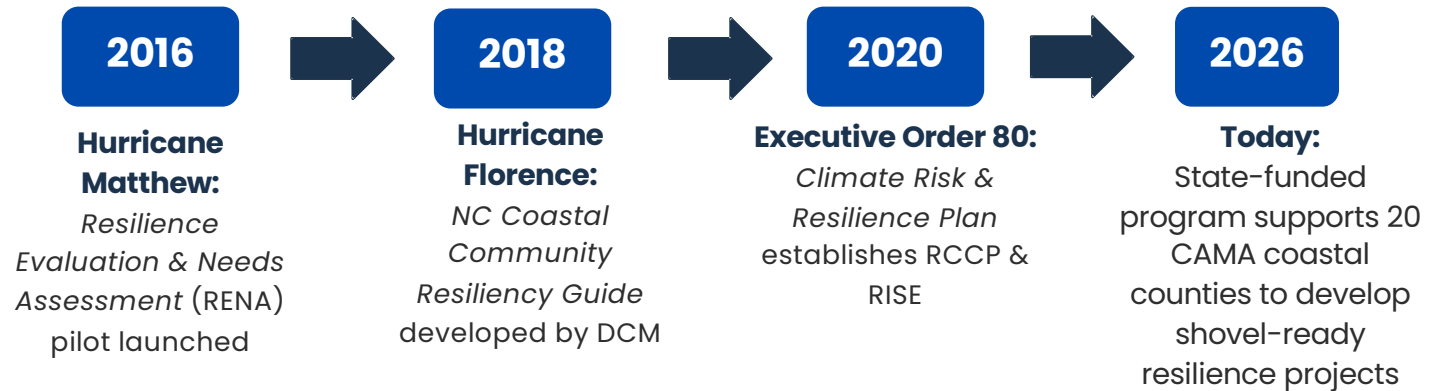 2016
Hurricane
Matthew:
Resilience
Evaluation & Needs
Assessment (RENA)
pilot launched
2018
Hurricane
Florence:
NC Coastal
Community
Resiliency Guide
developed by DCM
2020
Executive Order 80:
Climate Risk &
Resilience Plan
establishes RCCP &
RISE
2026
Today:
State-funded
program supports 20
CAMA coastal
counties to develop
shovel-ready
resilience projects